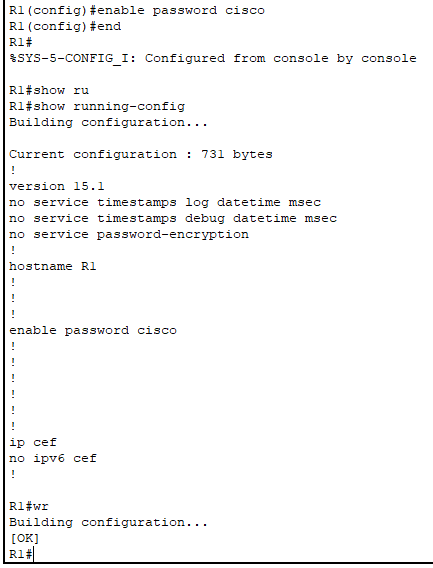 R1(config)#enable password cisco
R1(config)#end
R1#
%SYS-5-CONFIG_I: Configured from console by console
R1#show ru
R1#show running-config
Building configuration...
Current configuration : 731 bytes
!
version 15.1
no service timestamps log datetime msec
no service timestamps debug datetime msec
no service password-encryption
!
hostname R1
!
!
!
enable password cisco
!
!
!
!
!
!
ip cef
no ipv6 cef
!
R1#wr
Building configuration...
[OK]
R1#